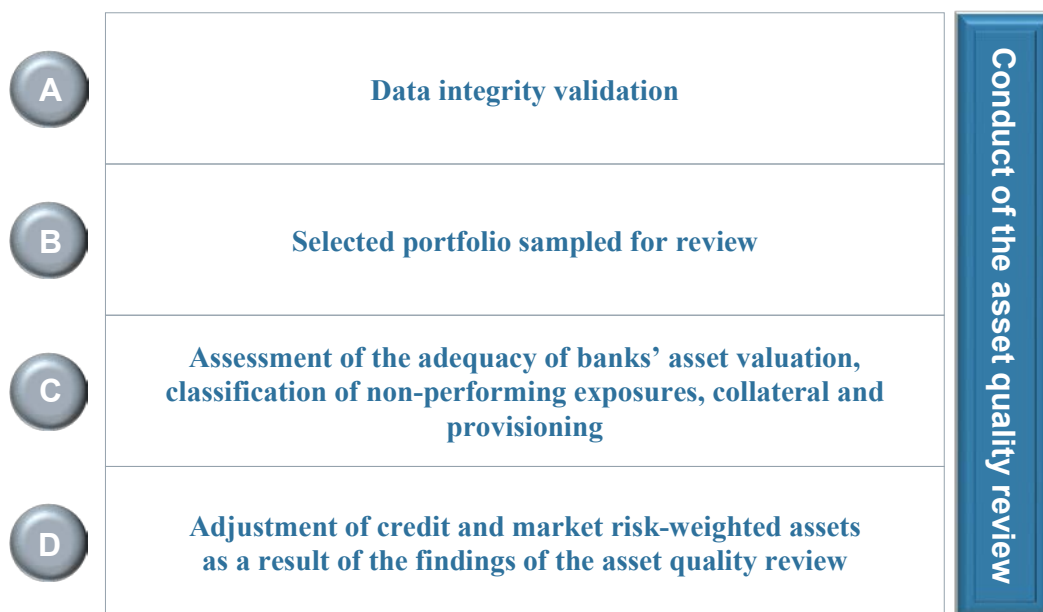 A
Data integrity validation
B
Selected portfolio sampled for review
C
Assessment of the adequacy of banks’ asset valuation,
classification of non-performing exposures, collateral and
provisioning
D
Adjustment of credit and market risk-weighted assets
as a result of the findings of the asset quality review
Conduct of the asset quality review